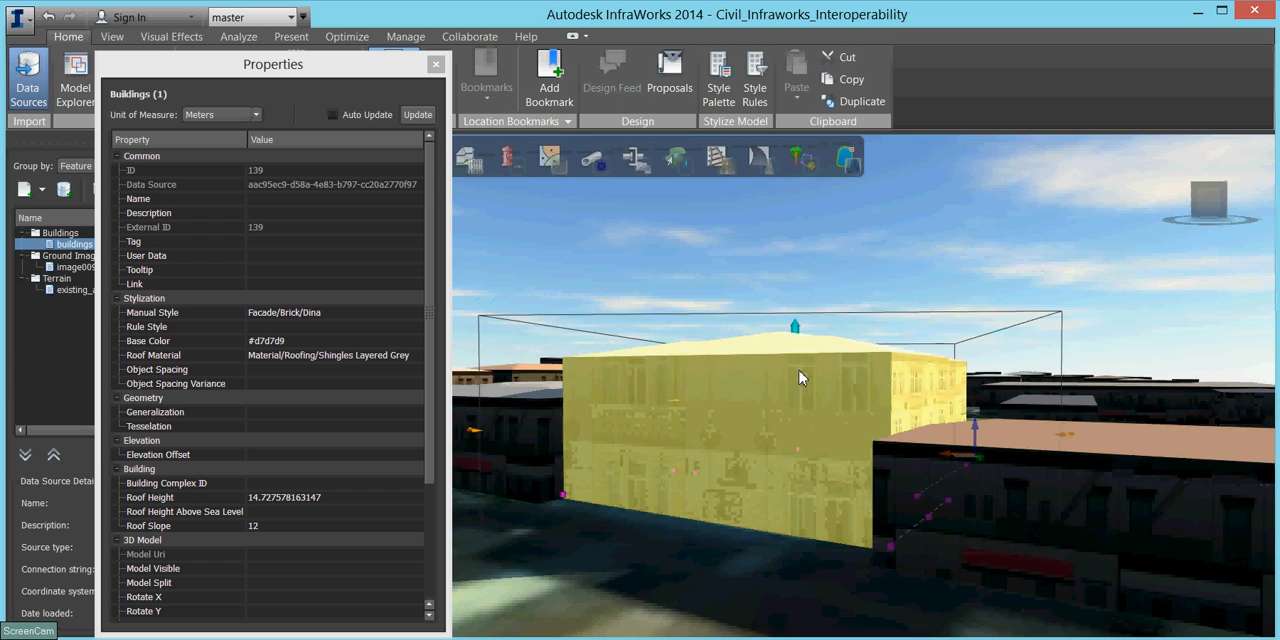 Sign In
master
Autodesk InfraWorks 2014 - Civil_Infraworks_Interoperability
Home View Visual Effects Analyze Present Optimize Manage Collaborate Help
Data Sources
Model Explorer
Import
Bookmarks
Add Bookmark
Location Bookmarks
Design Feed
Proposals
Design
Style Palette
Style Rules
Stylize Model
Paste
Cut
Copy
Duplicate
Clipboard
Group by: Feature
Name
Buildings
buildings
Ground Imag
image009
Terrain
existing_
Data Source Detai
Name:
Description:
Source type:
Connection string:
Coordinate system
Date loaded:
ScreenCam
Properties
Buildings (1)
Unit of Measure: Meters
Auto Update
Update
Property Value
Common
ID 139
Data Source aac95ec9-d58a-4e83-b797-cc20a2770f97
Name
Description
External ID 139
Tag
User Data
Tooltip
Link
Stylization
Manual Style Facade/Brick/Dina
Rule Style
Base Color #d7d7d9
Roof Material Material/Roofing/Shingles Layered Grey
Object Spacing
Object Spacing Variance
Geometry
Generalization
Tesselation
Elevation
Elevation Offset
Building
Building Complex ID
Roof Height 14.727578163147
Roof Height Above Sea Level
Roof Slope 12
3D Model
Model Uri
Model Visible
Model Split
Rotate X
Rotate Y